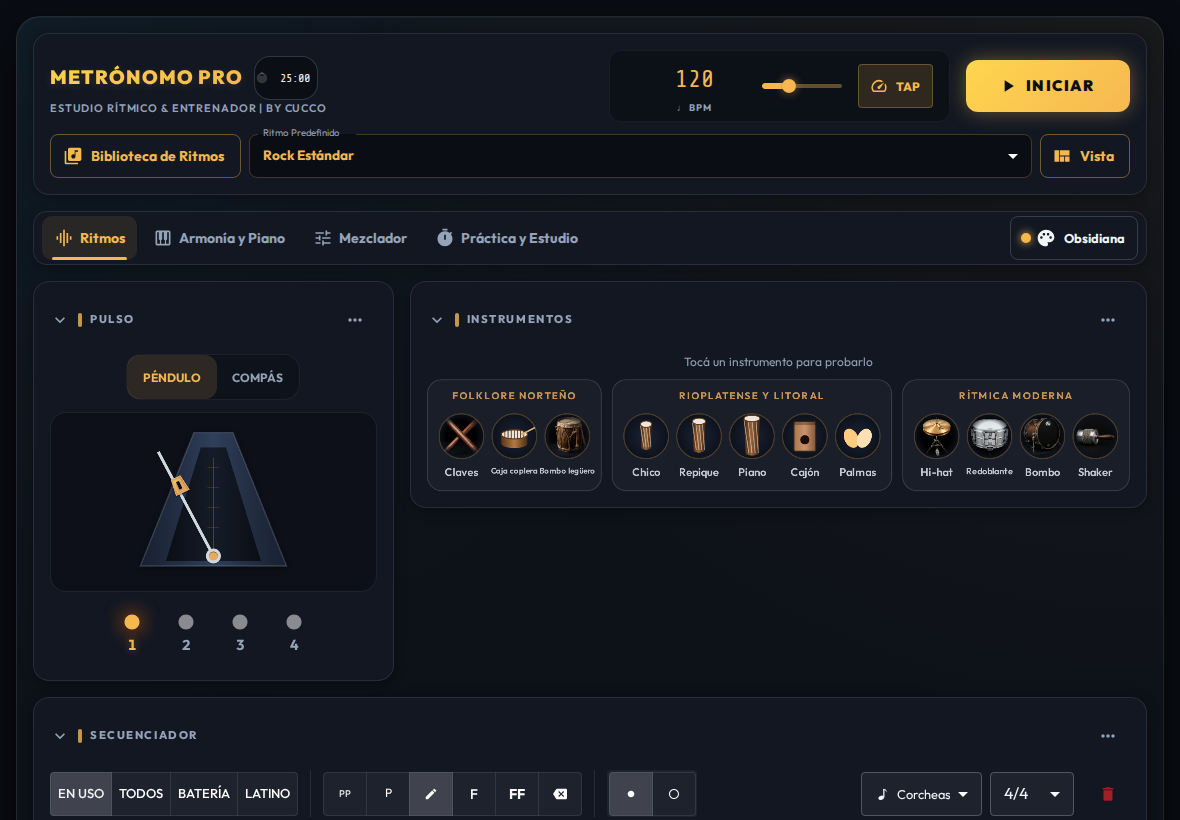 METRÓNOMO PRO
25:00
ESTUDIO RÍTMICO & ENTRENADOR | BY CUCCO
120
♩ BPM
TAP
INICIAR
Biblioteca de Ritmos
Ritmo Predefinido
Rock Estándar
Vista
Ritmos
Armonía y Piano
Mezclador
Práctica y Estudio
Obsidiana
PULSO
PÉNDULO
COMPÁS
1 2 3 4
INSTRUMENTOS
Tocá un instrumento para probarlo
FOLKLORE NORTEÑO
Claves
Caja coplera
Bombo legüero
RIOPLATENSE Y LITORAL
Chico
Repique
Piano
Cajón
Palmas
RÍTMICA MODERNA
Hi-hat
Redoblante
Bombo
Shaker
SECUENCIADOR
EN USO
TODOS
BATERÍA
LATINO
PP
P
F
FF
Corcheas
4/4